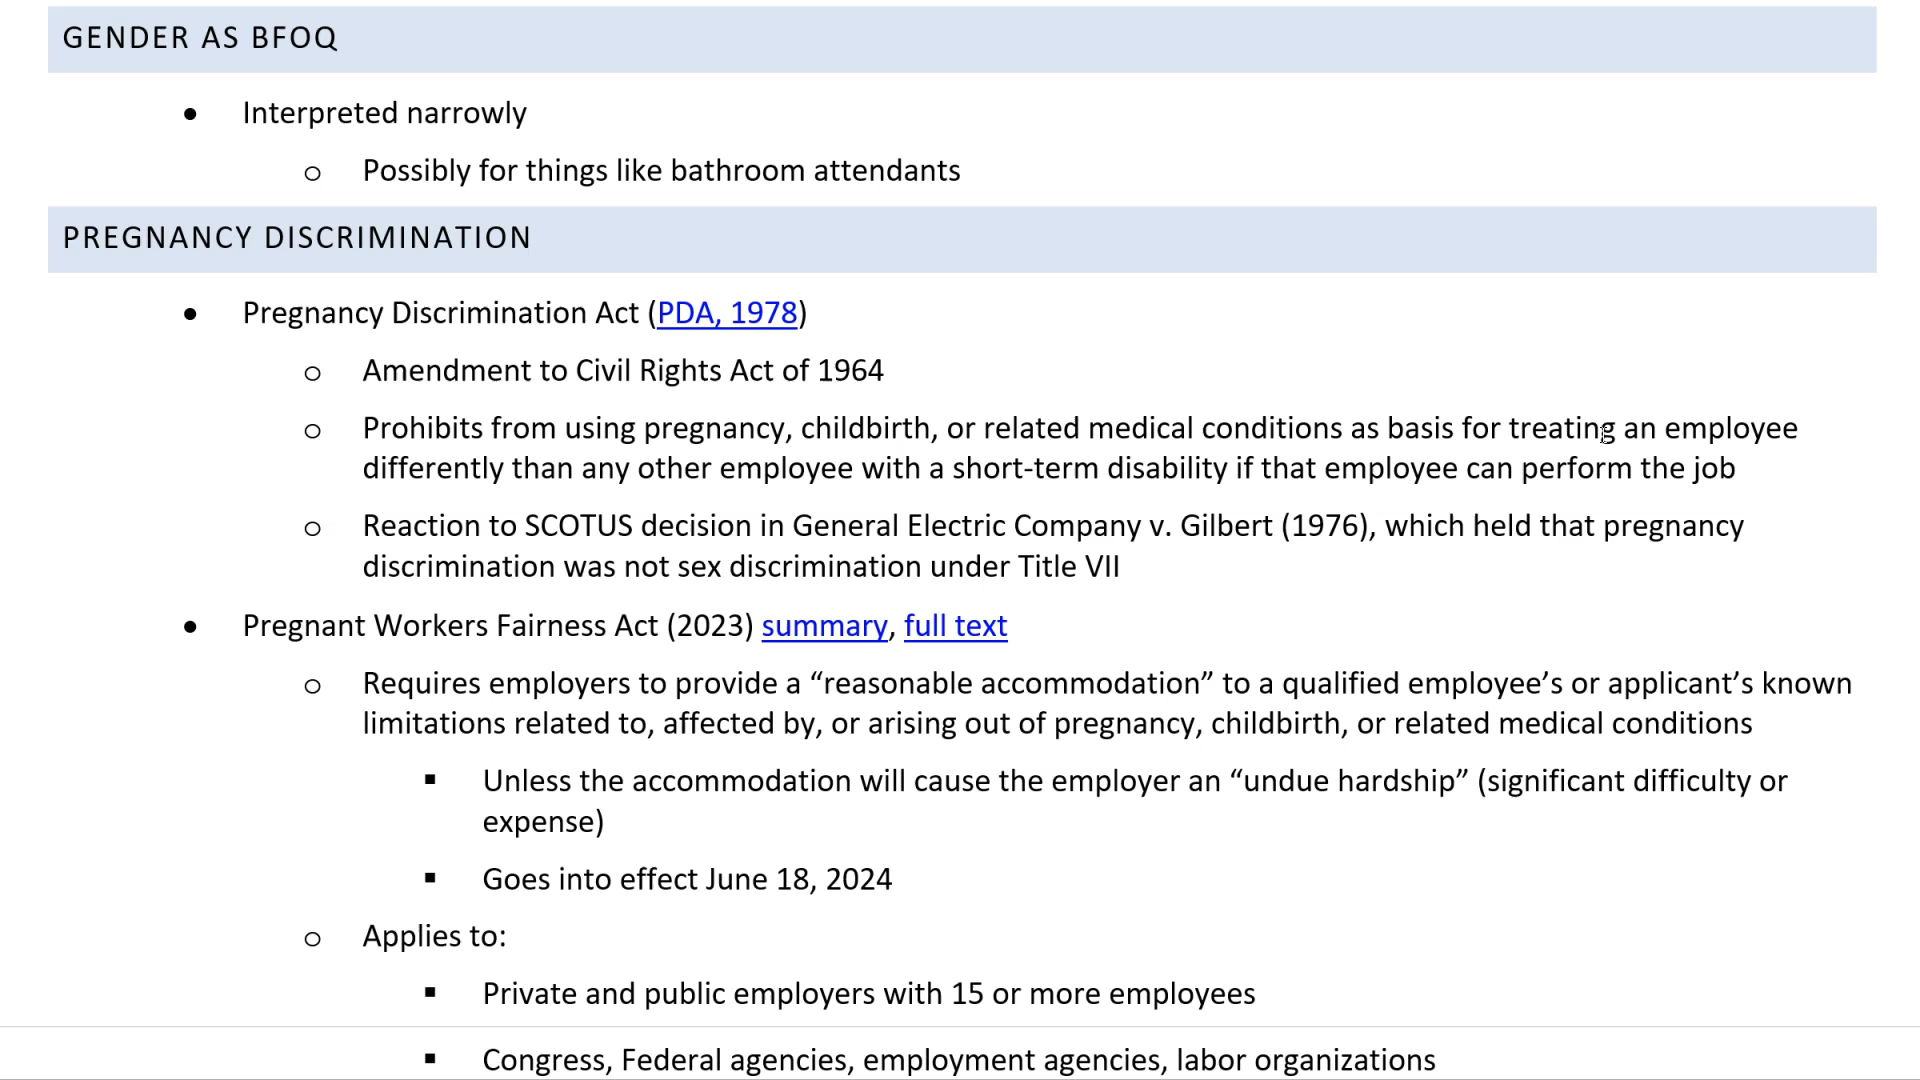 GENDER AS BFOQ
• Interpreted narrowly
o Possibly for things like bathroom attendants
PREGNANCY DISCRIMINATION
• Pregnancy Discrimination Act (PDA, 1978)
o Amendment to Civil Rights Act of 1964
o Prohibits from using pregnancy, childbirth, or related medical conditions as basis for treating an employee
differently than any other employee with a short-term disability if that employee can perform the job
o Reaction to SCOTUS decision in General Electric Company v. Gilbert (1976), which held that pregnancy
discrimination was not sex discrimination under Title VII
• Pregnant Workers Fairness Act (2023) summary, full text
o Requires employers to provide a “reasonable accommodation” to a qualified employee’s or applicant’s known
limitations related to, affected by, or arising out of pregnancy, childbirth, or related medical conditions
▪ Unless the accommodation will cause the employer an “undue hardship” (significant difficulty or
expense)
▪ Goes into effect June 18, 2024
o Applies to:
▪ Private and public employers with 15 or more employees
▪ Congress, Federal agencies, employment agencies, labor organizations